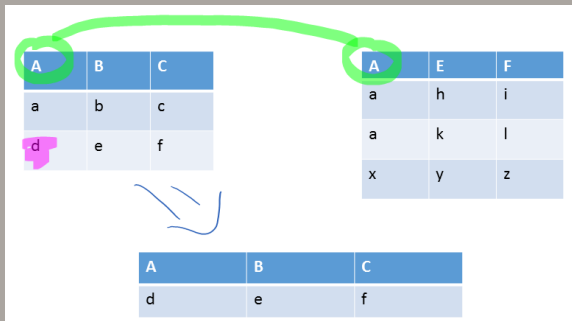 A B C
a b c
d e f
A E F
a h i
a k l
x y z
A B C
d e f